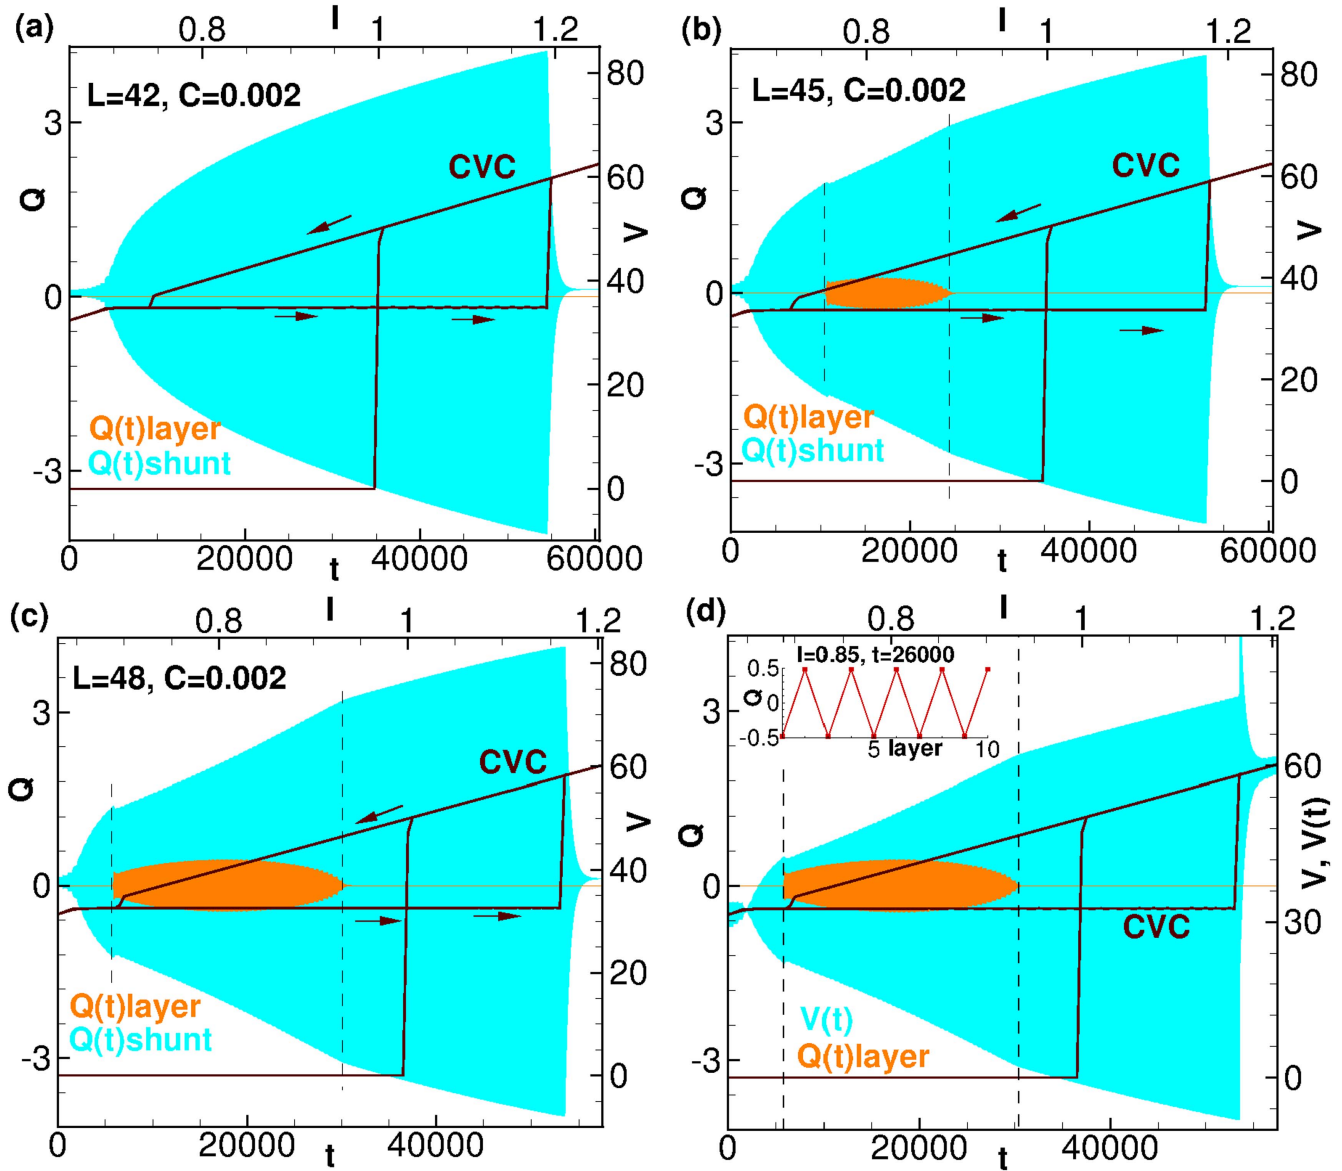 (a)
I
0.8
1
1.2
L=42, C=0.002
80
3
CVC
60
Q
V
40
0
20
Q(t)layer
Q(t)shunt
-3
0
0
20000
40000
60000
t
(b)
I
0.8
1
1.2
L=45, C=0.002
80
3
CVC
60
Q
V
40
0
20
Q(t)layer
Q(t)shunt
-3
0
0
20000
40000
60000
t
(c)
I
0.8
1
1.2
L=48, C=0.002
80
3
CVC
60
Q
V
40
0
20
Q(t)layer
Q(t)shunt
-3
0
0
20000
40000
t
(d)
I
0.8
1
1.2
I=0.85, t=26000
0.5
Q
0
-0.5
5
layer
10
3
60
Q
V, V(t)
0
30
CVC
V(t)
Q(t)layer
-3
0
0
20000
40000
t